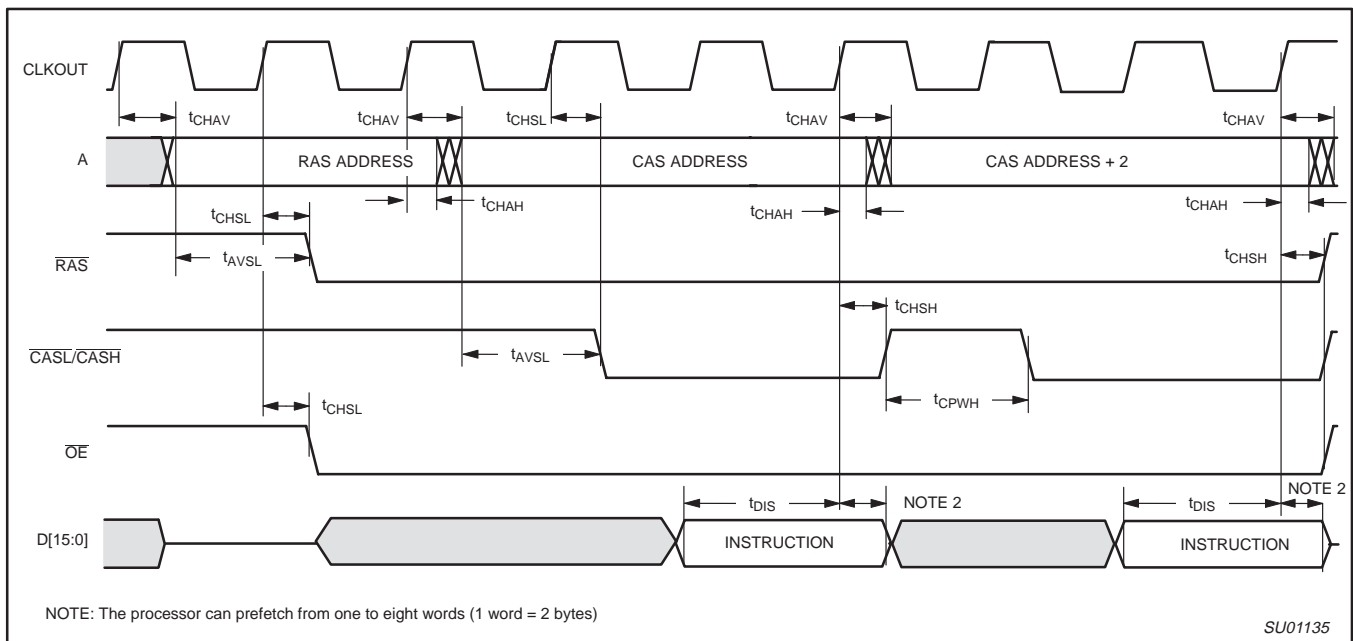 CLKOUT
tCHAV
tCHAV
tCHSL
tCHAV
tCHAV
A
RAS ADDRESS
CAS ADDRESS
CAS ADDRESS + 2
tCHSL
tCHAH
tCHAH
tCHAH
RAS
tAVSL
tCHSH
tCHSH
CASL/CASH
tAVSL
tCHSL
tCPWH
OE
tDIS
NOTE 2
tDIS
NOTE 2
D[15:0]
INSTRUCTION
INSTRUCTION
NOTE: The processor can prefetch from one to eight words (1 word = 2 bytes)
SU01135